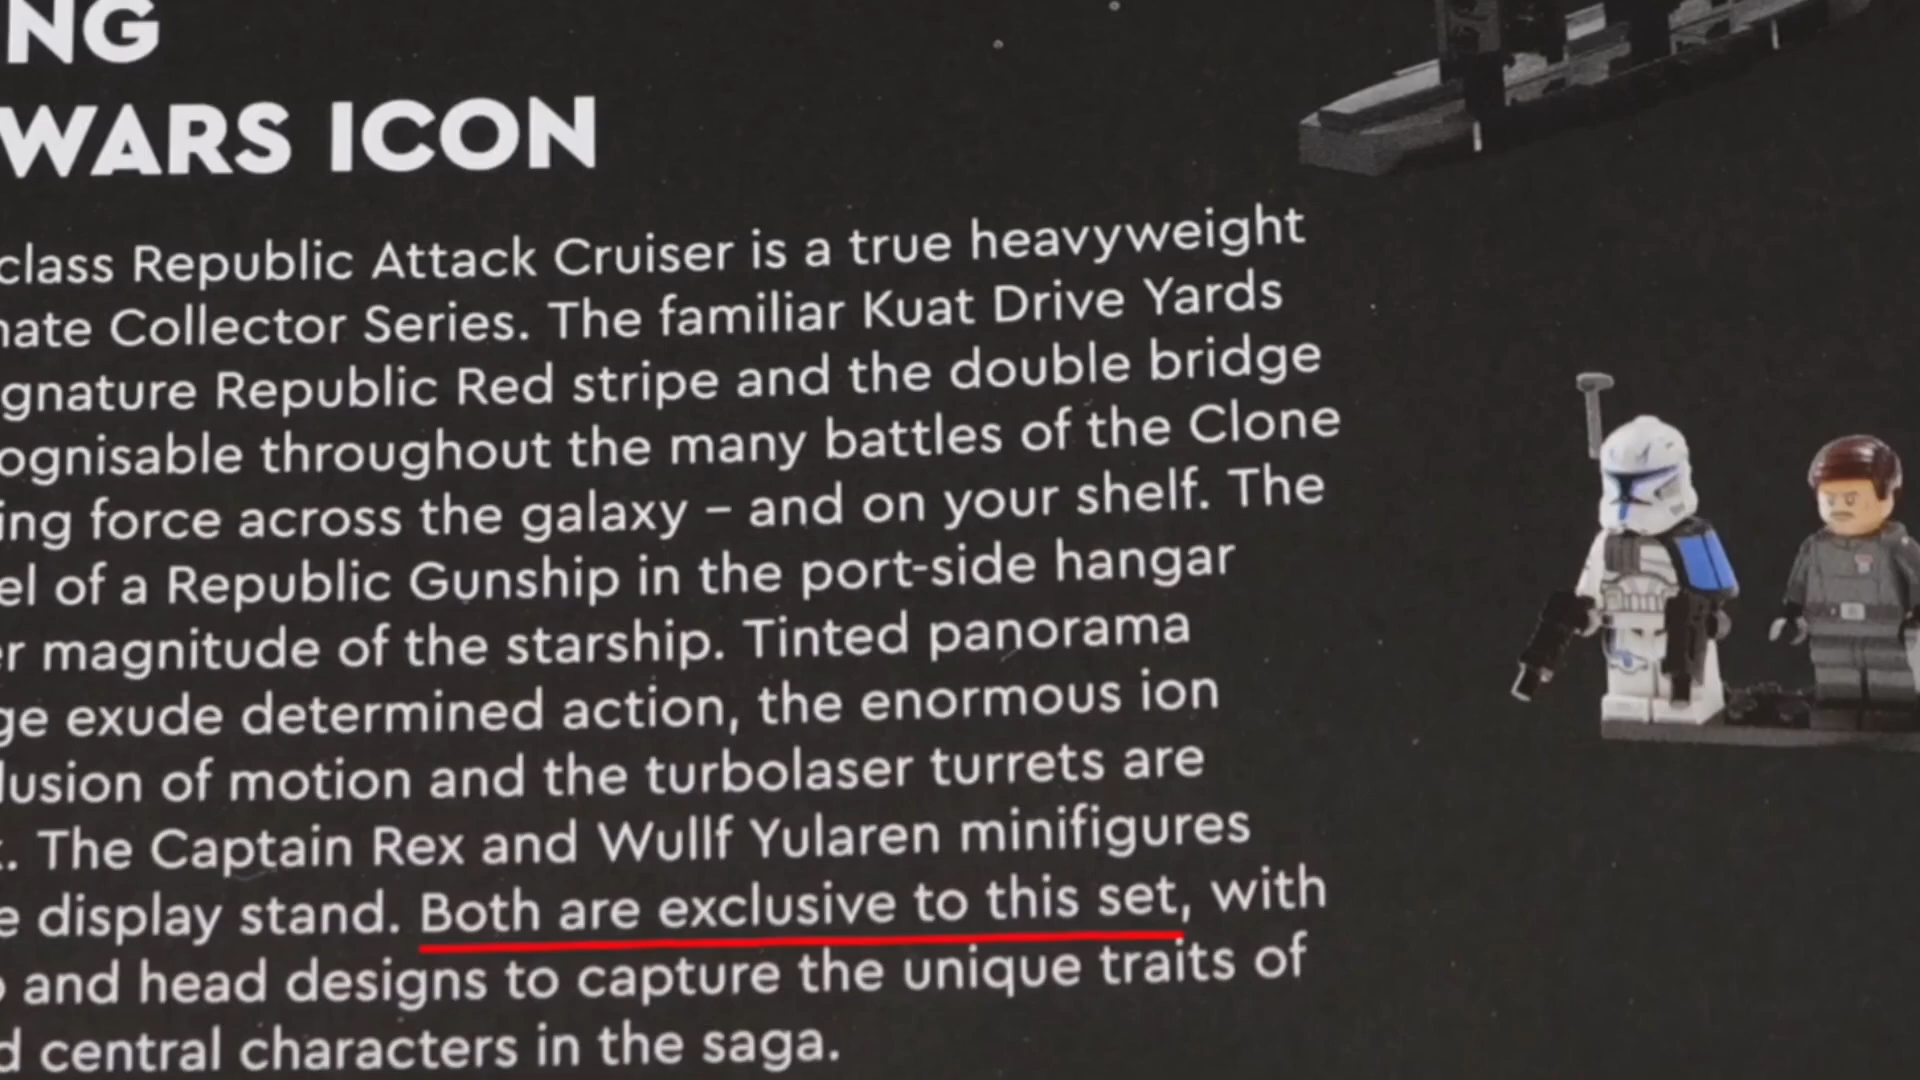 NG
WARS ICON
class Republic Attack Cruiser is a true heavyweight
nate Collector Series. The familiar Kuat Drive Yards
gnature Republic Red stripe and the double bridge
ognisable throughout the many battles of the Clone
ing force across the galaxy – and on your shelf. The
el of a Republic Gunship in the port-side hangar
er magnitude of the starship. Tinted panorama
ge exude determined action, the enormous ion
lusion of motion and the turbolaser turrets are
. The Captain Rex and Wullf Yularen minifigures
e display stand. Both are exclusive to this set, with
and head designs to capture the unique traits of
d central characters in the saga.